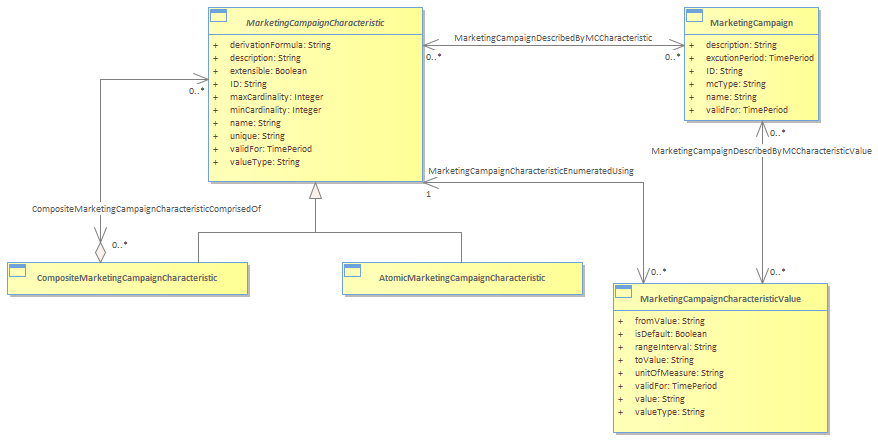 MarketingCampaignCharacteristic
+ derivationFormula: String
+ description: String
+ extensible: Boolean
+ ID: String
+ maxCardinality: Integer
+ minCardinality: Integer
+ name: String
+ unique: String
+ validFor: TimePeriod
+ valueType: String
MarketingCampaignDescribedByMCCharacteristic
0..*
0..*
MarketingCampaign
+ description: String
+ excutionPeriod: TimePeriod
+ ID: String
+ mcType: String
+ name: String
+ validFor: TimePeriod
0..*
0..*
MarketingCampaignDescribedByMCCharacteristicValue
MarketingCampaignCharacteristicEnumeratedUsing
1
CompositeMarketingCampaignCharacteristicComprisedOf
0..*
CompositeMarketingCampaignCharacteristic
AtomicMarketingCampaignCharacteristic
0..*
0..*
MarketingCampaignCharacteristicValue
+ fromValue: String
+ isDefault: Boolean
+ rangeInterval: String
+ toValue: String
+ unitOfMeasure: String
+ validFor: TimePeriod
+ value: String
+ valueType: String